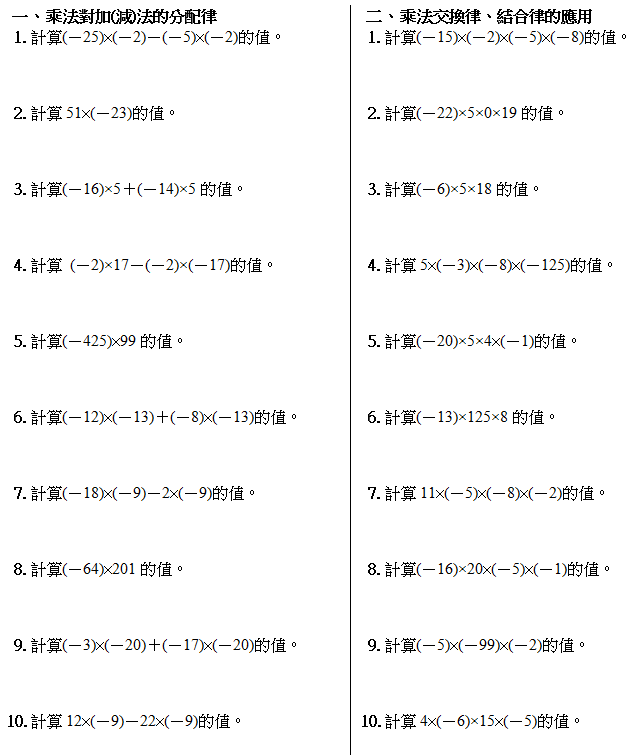 一、乘法對加(減)法的分配律
1. 計算(－25)×(－2)－(－5)×(－2)的值。
2. 計算 51×(－23)的值。
3. 計算(－16)×5＋(－14)×5 的值。
4. 計算 (－2)×17－(－2)×(－17)的值。
5. 計算(－425)×99 的值。
6. 計算(－12)×(－13)＋(－8)×(－13)的值。
7. 計算(－18)×(－9)－2×(－9)的值。
8. 計算(－64)×201 的值。
9. 計算(－3)×(－20)＋(－17)×(－20)的值。
10. 計算 12×(－9)－22×(－9)的值。
二、乘法交換律、結合律的應用
1. 計算(－15)×(－2)×(－5)×(－8)的值。
2. 計算(－22)×5×0×19 的值。
3. 計算(－6)×5×18 的值。
4. 計算 5×(－3)×(－8)×(－125)的值。
5. 計算(－20)×5×4×(－1)的值。
6. 計算(－13)×125×8 的值。
7. 計算 11×(－5)×(－8)×(－2)的值。
8. 計算(－16)×20×(－5)×(－1)的值。
9. 計算(－5)×(－99)×(－2)的值。
10. 計算 4×(－6)×15×(－5)的值。